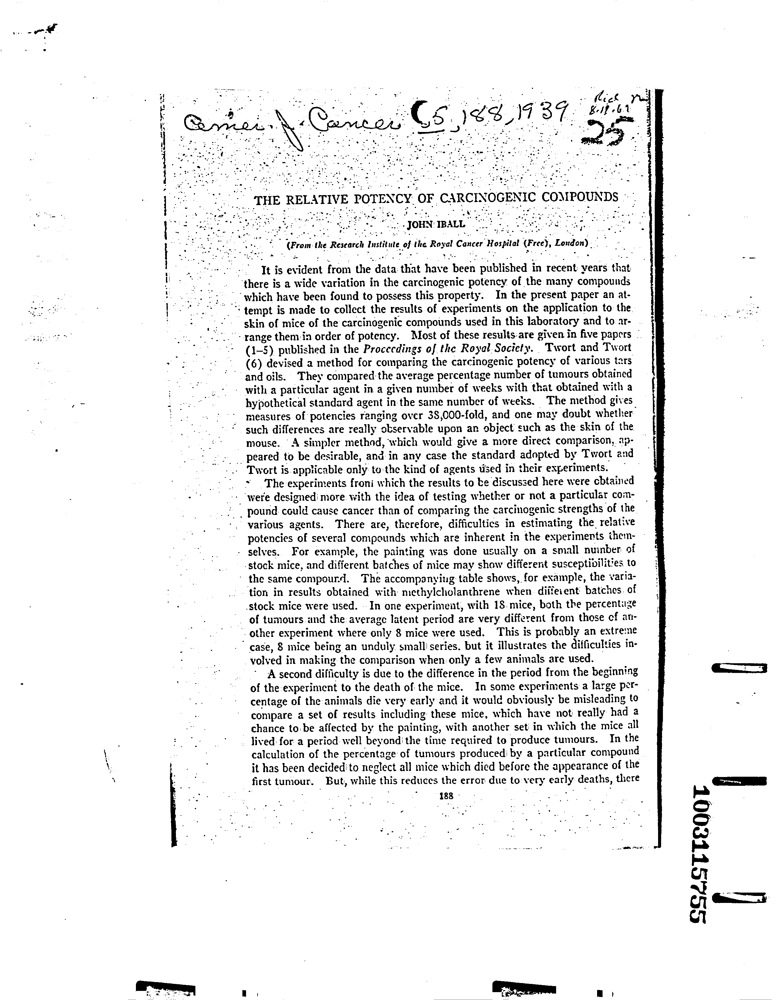 Amer. J. Cancer 35, 188, 1939
25
THE RELATIVE POTENCY OF CARCINOGENIC COMPOUNDS
JOHN IBALL
(From the Research Institute of the Royal Cancer Hospital (Free), London)
It is evident from the data that have been published in recent years that
there is a wide variation in the carcinogenic potency of the many compounds
which have been found to possess this property. In the present paper an at-
tempt is made to collect the results of experiments on the application to the
skin of mice of the carcinogenic compounds used in this laboratory and to ar-
range them in order of potency. Most of these results are given in five papers
(1–5) published in the Proceedings of the Royal Society. Twort and Twort
(6) devised a method for comparing the carcinogenic potency of various tars
and oils. They compared the average percentage number of tumours obtained
with a particular agent in a given number of weeks with that obtained with a
hypothetical standard agent in the same number of weeks. The method gives
measures of potencies ranging over 38,000-fold, and one may doubt whether
such differences are really observable upon an object such as the skin of the
mouse. A simpler method, which would give a more direct comparison, ap-
peared to be desirable, and in any case the standard adopted by Twort and
Twort is applicable only to the kind of agents used in their experiments.
The experiments from which the results to be discussed here were obtained
were designed more with the idea of testing whether or not a particular com-
pound could cause cancer than of comparing the carcinogenic strengths of the
various agents. There are, therefore, difficulties in estimating the relative
potencies of several compounds which are inherent in the experiments them-
selves. For example, the painting was done usually on a small number of
stock mice, and different batches of mice may show different susceptibilities to
the same compound. The accompanying table shows, for example, the varia-
tion in results obtained with methylcholanthrene when different batches of
stock mice were used. In one experiment, with 18 mice, both the percentage
of tumours and the average latent period are very different from those of an-
other experiment where only 8 mice were used. This is probably an extreme
case, 8 mice being an unduly small series, but it illustrates the difficulties in-
volved in making the comparison when only a few animals are used.
A second difficulty is due to the difference in the period from the beginning
of the experiment to the death of the mice. In some experiments a large per-
centage of the animals die very early and it would obviously be misleading to
compare a set of results including these mice, which have not really had a
chance to be affected by the painting, with another set in which the mice all
lived for a period well beyond the time required to produce tumours. In the
calculation of the percentage of tumours produced by a particular compound
it has been decided to neglect all mice which died before the appearance of the
first tumour. But, while this reduces the error due to very early deaths, there
188
1003115755